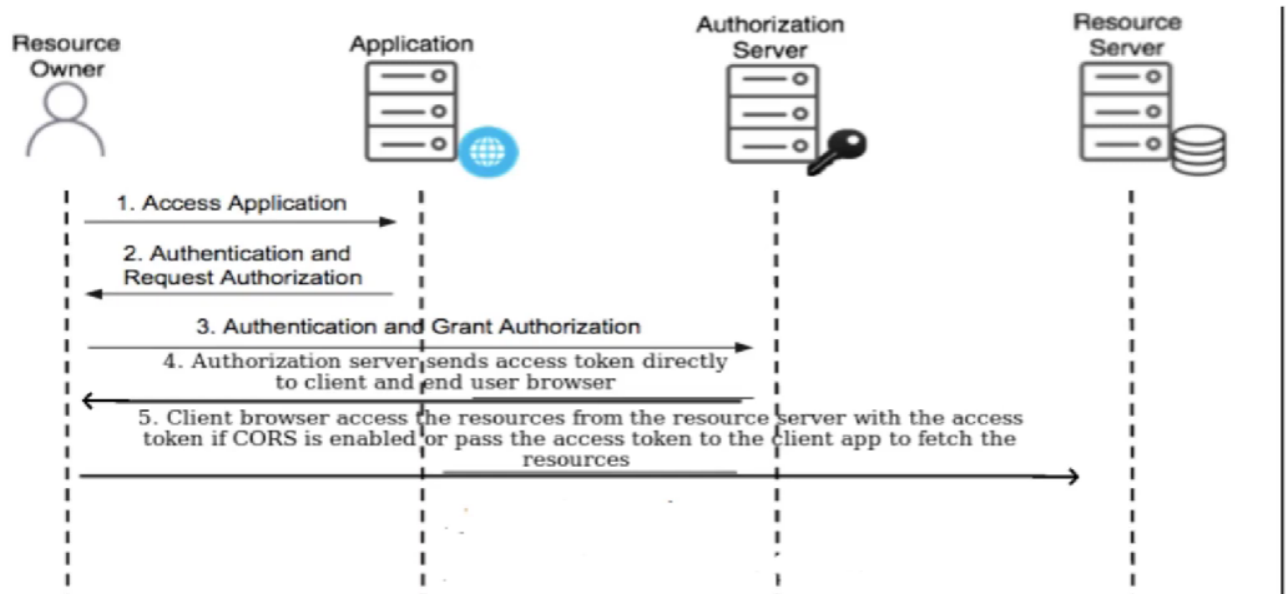 Resource
Owner
Application
Authorization
Server
Resource
Server
1. Access Application
2. Authentication and
Request Authorization
3. Authentication and Grant Authorization
4. Authorization server sends access token directly
to client and end user browser
5. Client browser access the resources from the resource server with the access
token if CORS is enabled or pass the access token to the client app to fetch the
resources